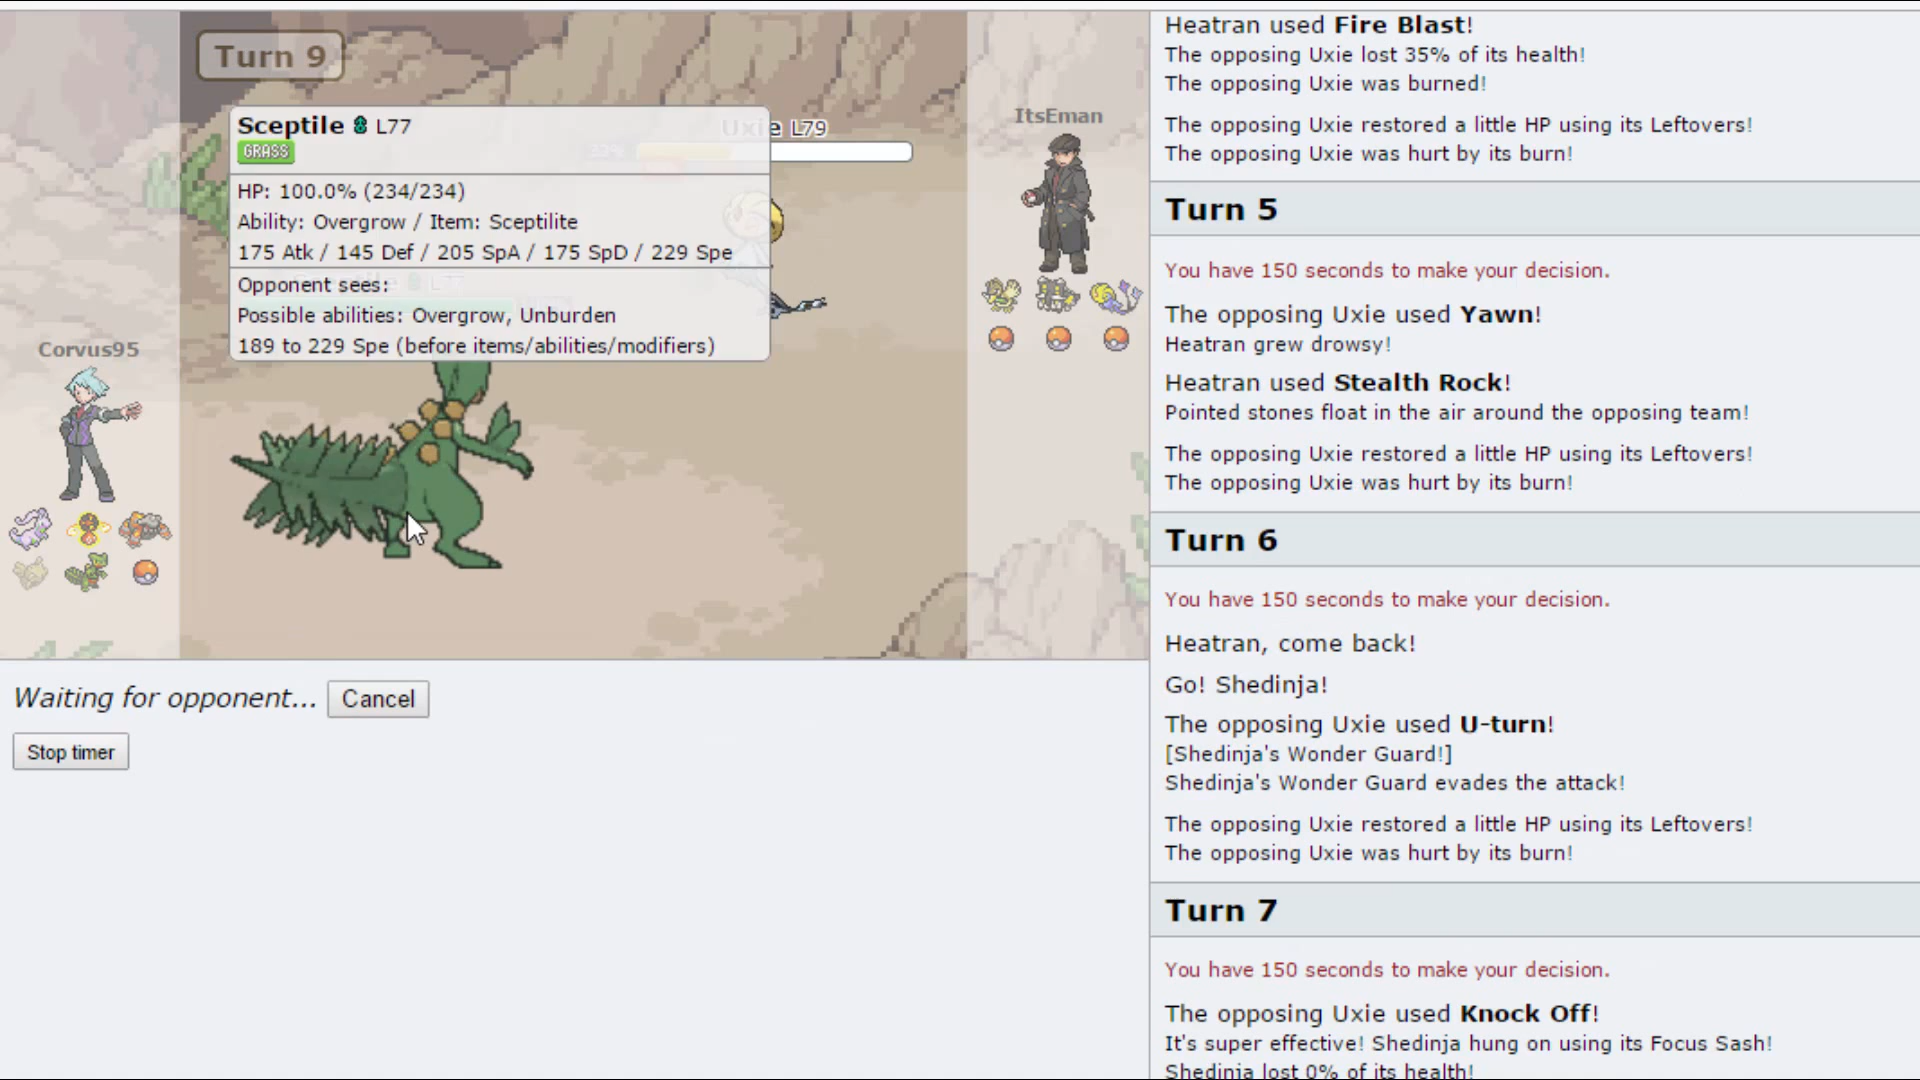 Turn 9
Sceptile L77
GRASS
HP: 100.0% (234/234)
Ability: Overgrow / Item: Sceptilite
175 Atk / 145 Def / 205 SpA / 175 SpD / 229 Spe
Opponent sees:
Possible abilities: Overgrow, Unburden
189 to 229 Spe (before items/abilities/modifiers)
Uxie L79
33%
ItsEman
Corvus95
Waiting for opponent... Cancel
Stop timer
Heatran used Fire Blast!
The opposing Uxie lost 35% of its health!
The opposing Uxie was burned!
The opposing Uxie restored a little HP using its Leftovers!
The opposing Uxie was hurt by its burn!
Turn 5
You have 150 seconds to make your decision.
The opposing Uxie used Yawn!
Heatran grew drowsy!
Heatran used Stealth Rock!
Pointed stones float in the air around the opposing team!
The opposing Uxie restored a little HP using its Leftovers!
The opposing Uxie was hurt by its burn!
Turn 6
You have 150 seconds to make your decision.
Heatran, come back!
Go! Shedinja!
The opposing Uxie used U-turn!
[Shedinja's Wonder Guard!]
Shedinja's Wonder Guard evades the attack!
The opposing Uxie restored a little HP using its Leftovers!
The opposing Uxie was hurt by its burn!
Turn 7
You have 150 seconds to make your decision.
The opposing Uxie used Knock Off!
It's super effective! Shedinja hung on using its Focus Sash!
Shedinja lost 0% of its health!